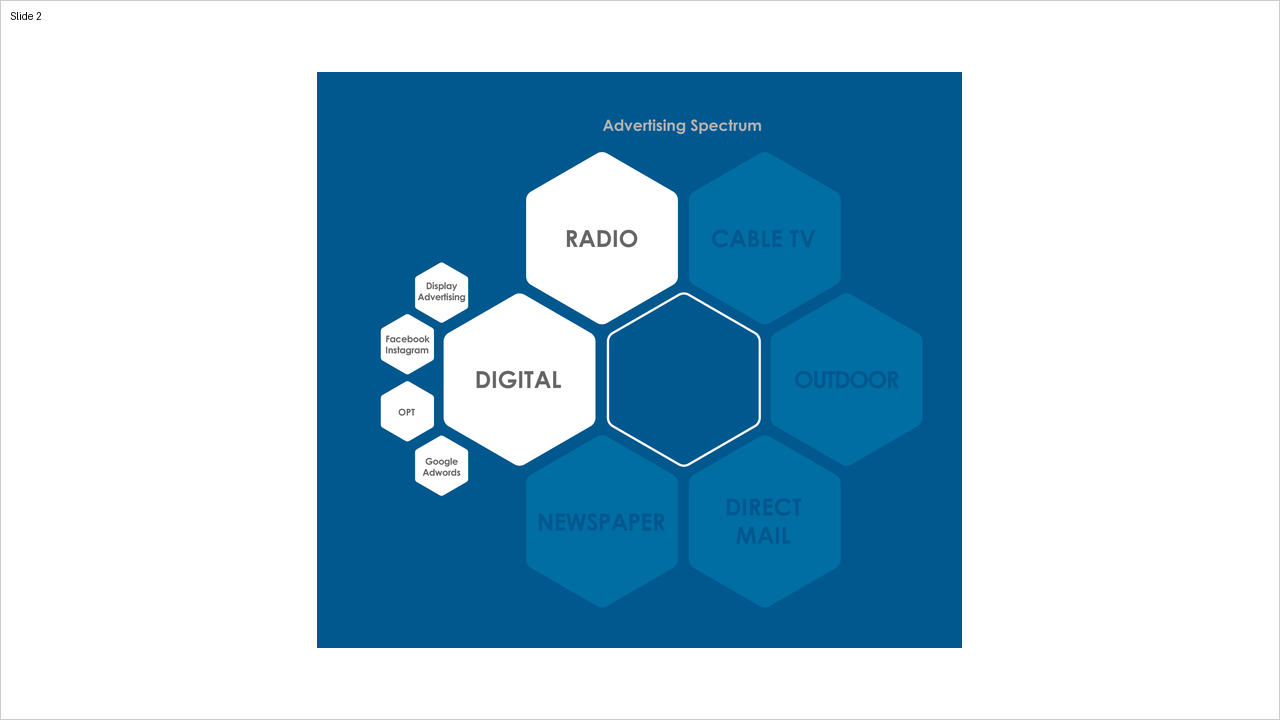 Slide 2
Advertising Spectrum
RADIO
CABLE TV
Display
Advertising
Facebook
Instagram
DIGITAL
OUTDOOR
OPT
Google
Adwords
NEWSPAPER
DIRECT
MAIL